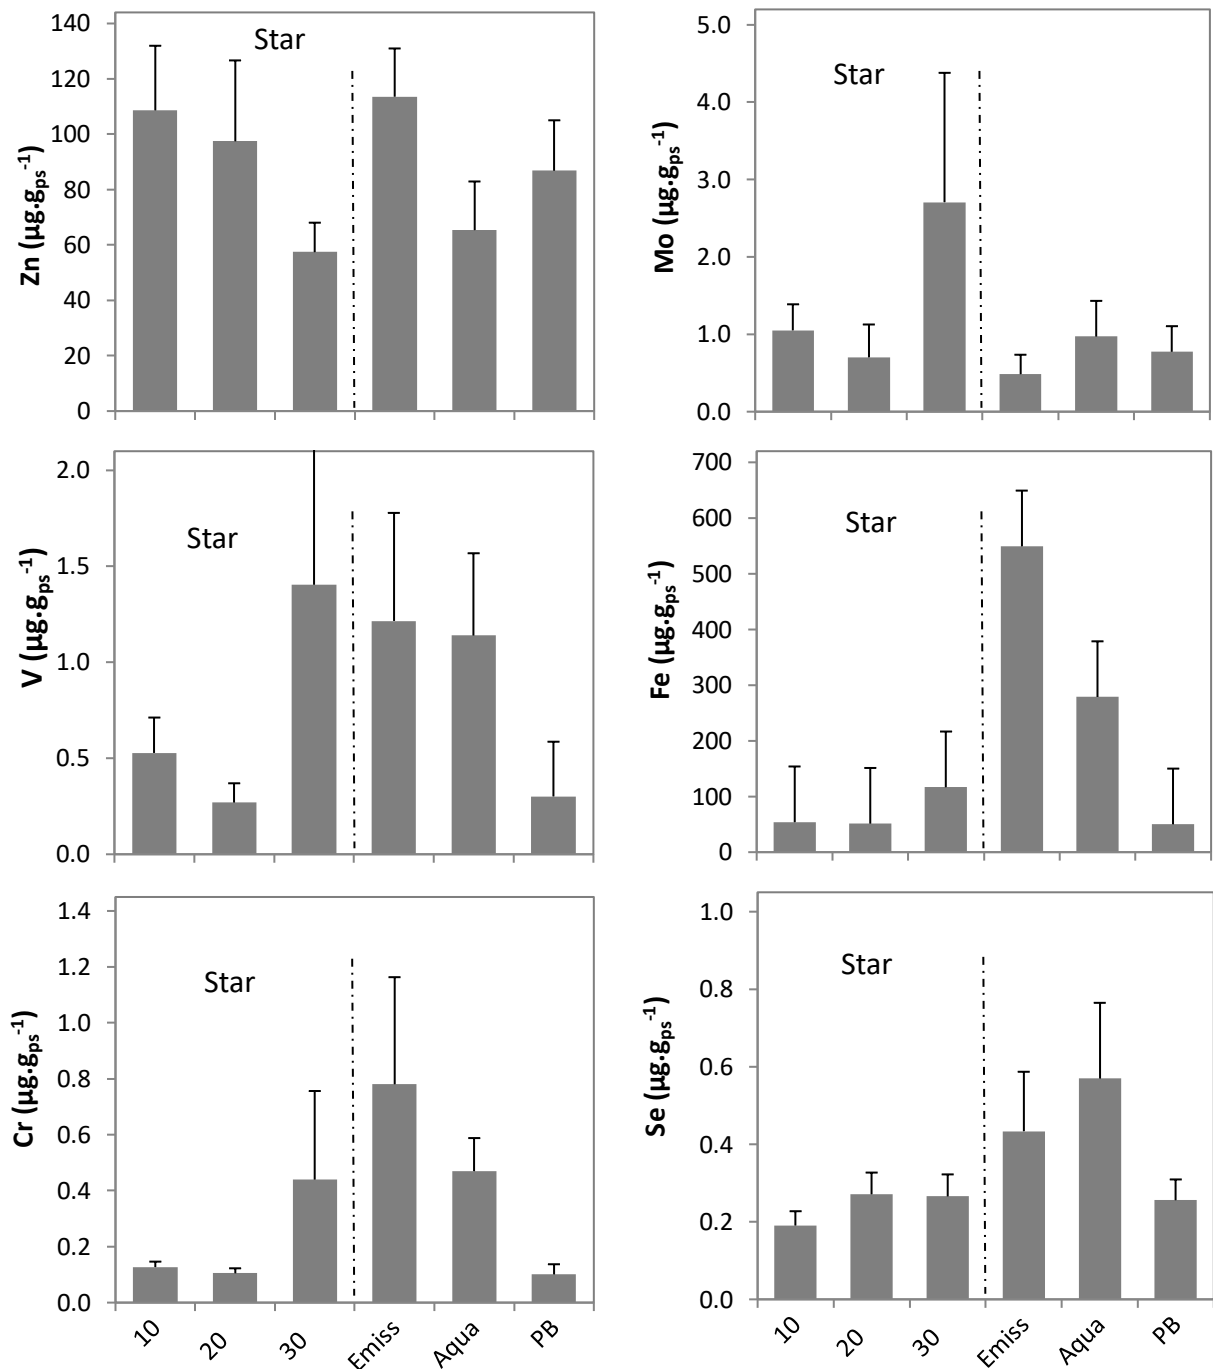 140
120
100
80
60
40
20
0
Zn (µg.gps-1)
Star
5.0
4.0
3.0
2.0
1.0
0.0
Mo (µg.gps-1)
Star
2.0
1.5
1.0
0.5
0.0
V (µg.gps-1)
Star
700
600
500
400
300
200
100
0
Fe (µg.gps-1)
Star
1.4
1.2
1.0
0.8
0.6
0.4
0.2
0.0
Cr (µg.gps-1)
Star
10
20
30
Emiss
Aqua
PB
1.0
0.8
0.6
0.4
0.2
0.0
Se (µg.gps-1)
Star
10
20
30
Emiss
Aqua
PB